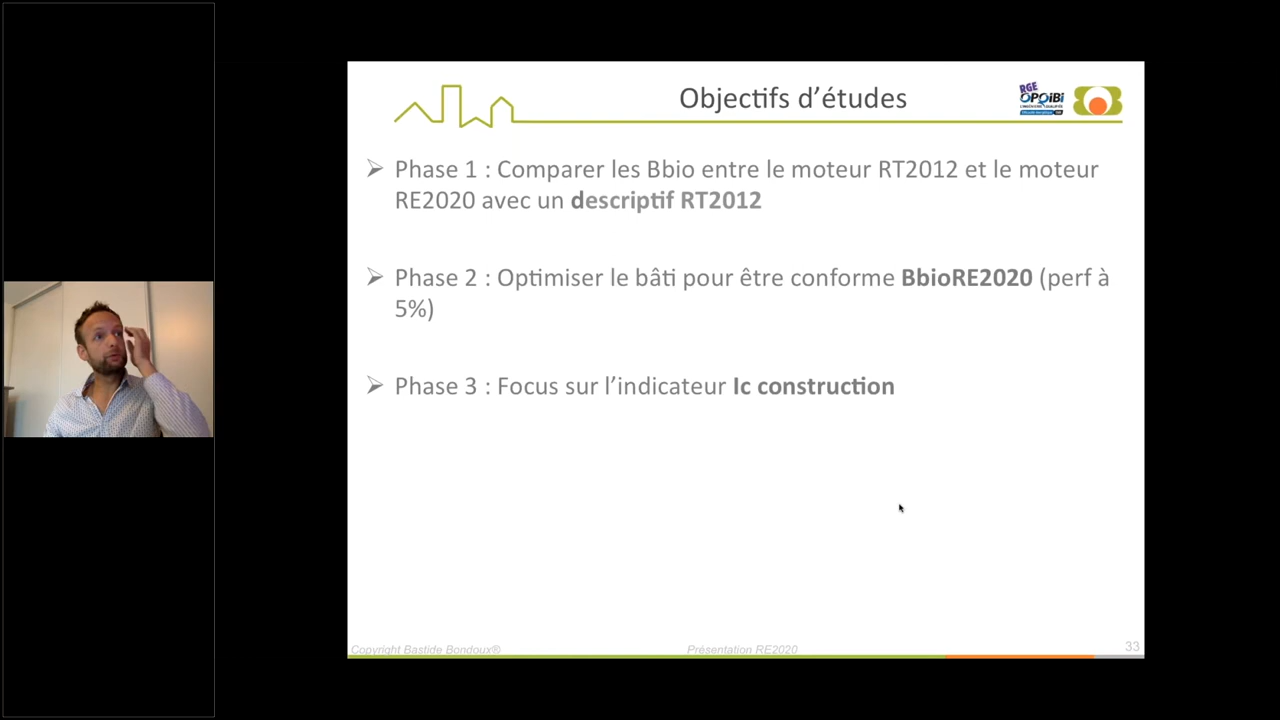 Objectifs d’études
RGE
OPQiBi
➢ Phase 1 : Comparer les Bbio entre le moteur RT2012 et le moteur
RE2020 avec un descriptif RT2012
➢ Phase 2 : Optimiser le bâti pour être conforme BbioRE2020 (perf à
5%)
➢ Phase 3 : Focus sur l’indicateur Ic construction
Copyright Bastide Bondoux®
Présentation RE2020
33